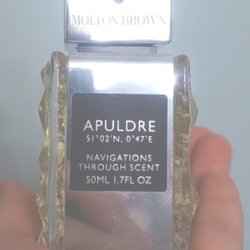 MOLTON BROWN
APULDRE
51°02'N, 0°47'E
NAVIGATIONS
THROUGH SCENT
50ML 1.7FL OZ